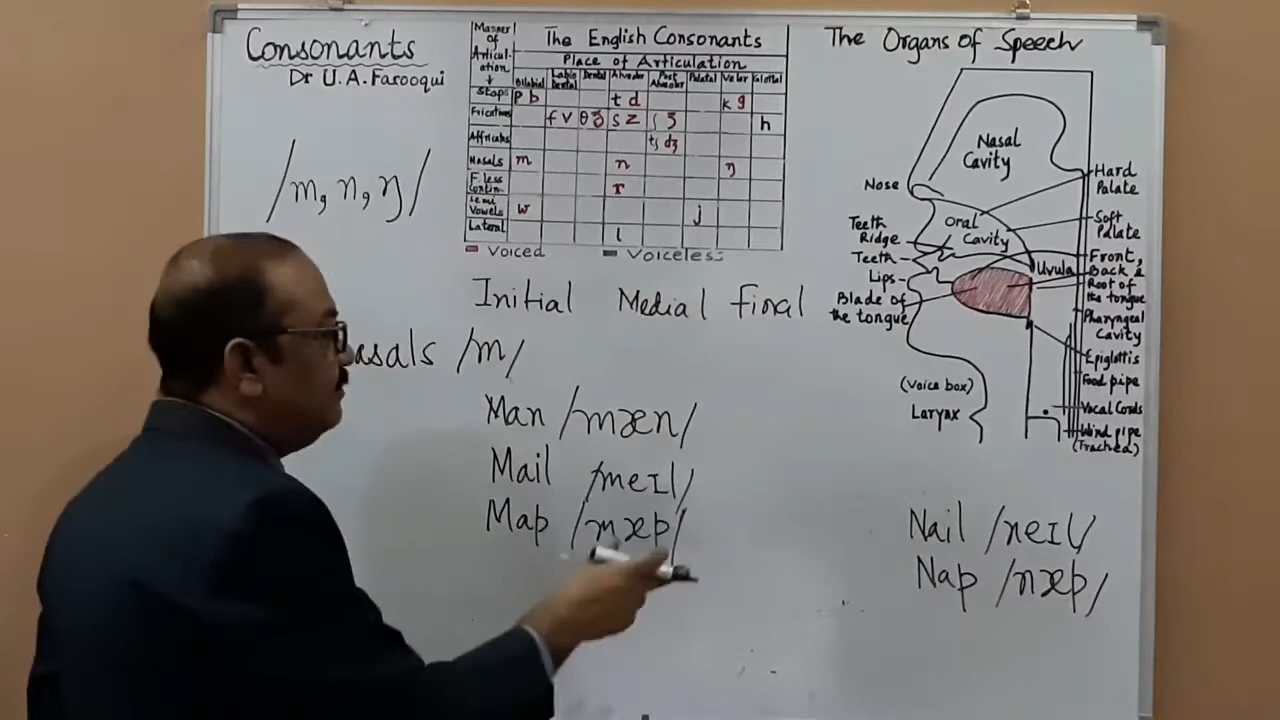 Consonants
Dr U. A. Farooqui
/m, n, ŋ/
Manner of Articul-ation ↓
The English Consonants
Place of Articulation
Bilabial Labio Dental Dental Alveolar Post Alveolar Palatal Velar Glottal
Stops p b t d k g
Fricatives f v θ ʒ s z ʃ ʒ h
Affricates tʃ dʒ
Nasals m n ŋ
F.less Contin. r
Semi Vowels w j
Lateral l
Voiced Voiceless
Initial Medial Final
asals /m/
Man /mæn/
Mail /meɪl/
Map /mæp/
The Organs of Speech
Nasal Cavity
Nose
Hard Palate
Oral Cavity
Soft Palate
Teeth Ridge
Teeth
Lips
Blade of the tongue
Uvula
Front, Back & Root of the tongue
Pharyngeal Cavity
Epiglottis
Food pipe
(Voice box)
Larynx
Vocal Cords
Wind pipe
(Trachea)
Nail /neɪl/
Nap /næp/